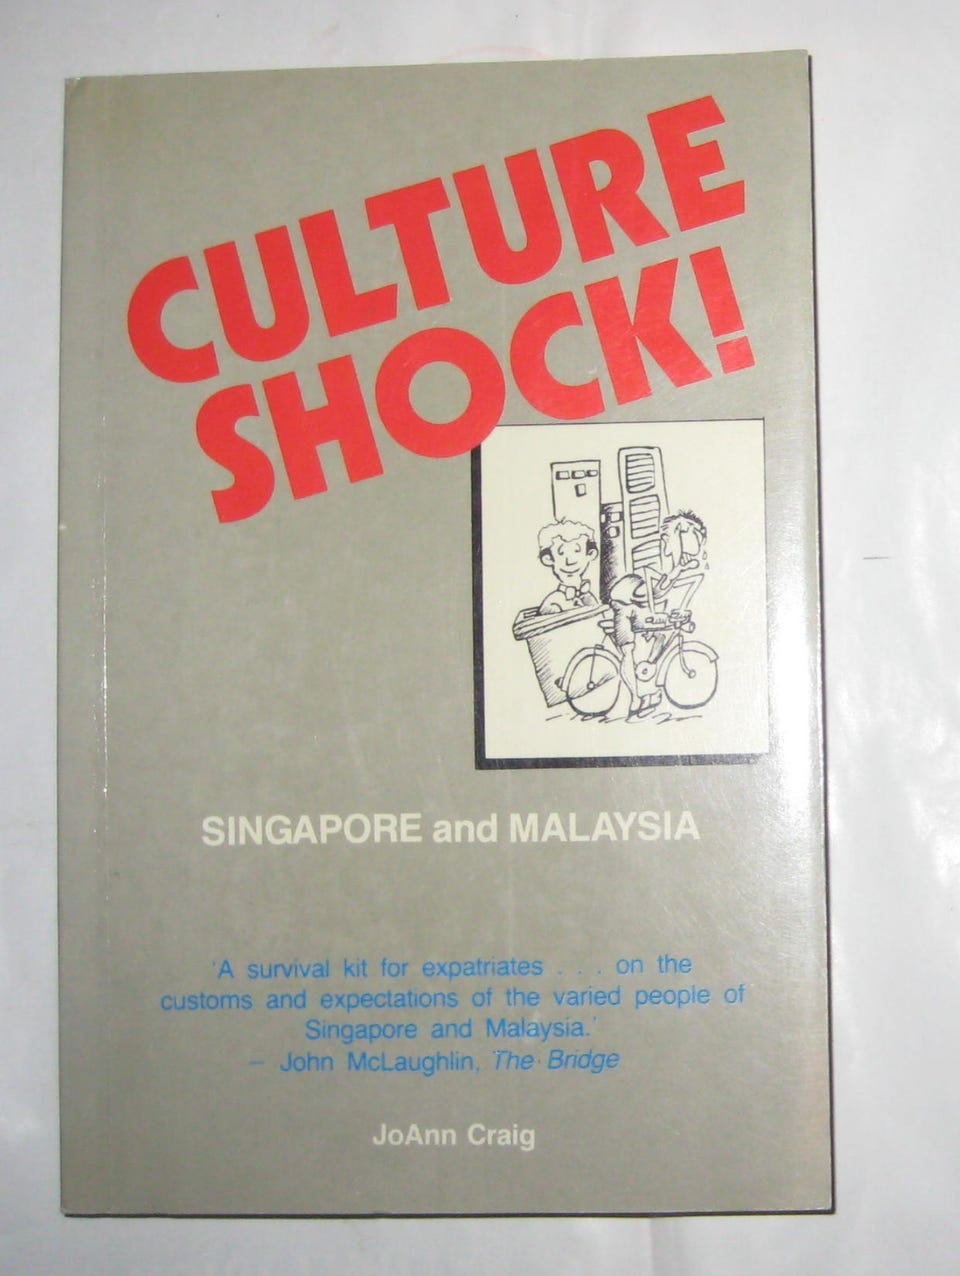 CULTURE
SHOCK!
SINGAPORE and MALAYSIA
'A survival kit for expatriates . . . on the
customs and expectations of the varied people of
Singapore and Malaysia.'
– John McLaughlin, The Bridge
JoAnn Craig